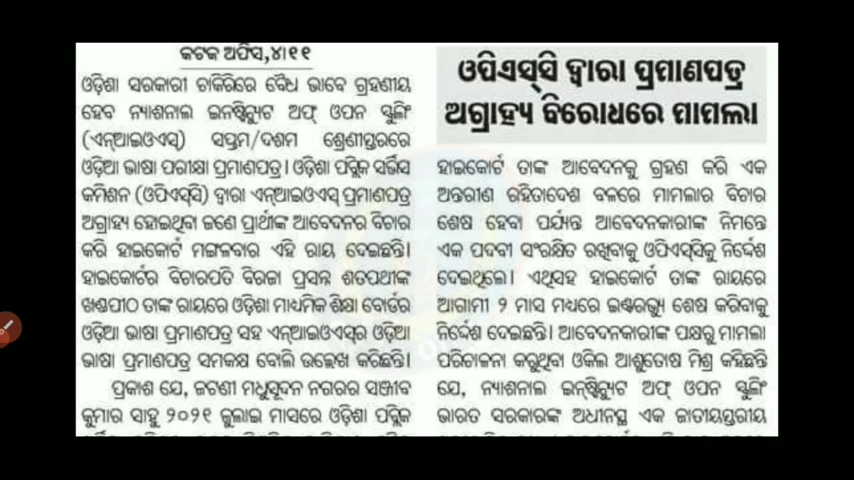 କଟକ ଅଫିସ,୪।୧୧
ଓଡ଼ିଶା ସରକାରୀ ଚାକିରିରେ ବୈଧ ଭାବେ ଗ୍ରହଣୀୟ
ହେବ ନ୍ୟାଶନାଲ ଇନଷ୍ଟିଚ୍ୟୁଟ ଅଫ୍ ଓପନ ସ୍କୁଲିଂ
(ଏନ୍ଆଇଓଏସ୍) ସପ୍ତମ/ଦଶମ ଶ୍ରେଣୀସ୍ତରରେ
ଓଡ଼ିଆ ଭାଷା ପରୀକ୍ଷା ପ୍ରମାଣପତ୍ର। ଓଡ଼ିଶା ପବ୍ଲିକ ସର୍ଭିସ
କମିଶନ (ଓପିଏସ୍‌ସି) ଦ୍ୱାରା ଏନ୍ଆଇଓଏସ୍ ପ୍ରମାଣପତ୍ର
ଅଗ୍ରାହ୍ୟ ହୋଇଥିବା ଜଣେ ପ୍ରାର୍ଥୀଙ୍କ ଆବେଦନର ବିଚାର
କରି ହାଇକୋର୍ଟ ମଙ୍ଗଳବାର ଏହି ରାୟ ଦେଇଛନ୍ତି।
ହାଇକୋର୍ଟର ବିଚାରପତି ବିରଜା ପ୍ରସନ୍ନ ଶତପଥୀଙ୍କ
ଖଣ୍ଡପୀଠ ତାଙ୍କ ରାୟରେ ଓଡ଼ିଶା ମାଧ୍ୟମିକ ଶିକ୍ଷା ବୋର୍ଡର
ଓଡ଼ିଆ ଭାଷା ପ୍ରମାଣପତ୍ର ସହ ଏନ୍ଆଇଓଏସ୍‌ର ଓଡ଼ିଆ
ଭାଷା ପ୍ରମାଣପତ୍ର ସମକକ୍ଷ ବୋଲି ଉଲ୍ଲେଖ କରିଛନ୍ତି।
ପ୍ରକାଶ ଯେ, ଜଟଣୀ ମଧୁସୂଦନ ନଗରର ସଞ୍ଜୀବ
କୁମାର ସାହୁ ୨୦୨୧ ଜୁଲାଇ ମାସରେ ଓଡ଼ିଶା ପବ୍ଲିକ
ଓପିଏସ୍‌ସି ଦ୍ୱାରା ପ୍ରମାଣପତ୍ର
ଅଗ୍ରାହ୍ୟ ବିରୋଧରେ ମାମଲା
ହାଇକୋର୍ଟ ତାଙ୍କ ଆବେଦନକୁ ଗ୍ରହଣ କରି ଏକ
ଅନ୍ତରୀଣ ରହିତାଦେଶ ବଳରେ ମାମଲାର ବିଚାର
ଶେଷ ହେବା ପର୍ଯ୍ୟନ୍ତ ଆବେଦନକାରୀଙ୍କ ନିମନ୍ତେ
ଏକ ପଦବୀ ସଂରକ୍ଷିତ ରଖିବାକୁ ଓପିଏସ୍‌ସିକୁ ନିର୍ଦ୍ଦେଶ
ଦେଇଥିଲେ। ଏଥିସହ ହାଇକୋର୍ଟ ତାଙ୍କ ରାୟରେ
ଆଗାମୀ ୨ ମାସ ମଧ୍ୟରେ ଇଣ୍ଟରଭ୍ୟୁ ଶେଷ କରିବାକୁ
ନିର୍ଦ୍ଦେଶ ଦେଇଛନ୍ତି। ଆବେଦନକାରୀଙ୍କ ପକ୍ଷରୁ ମାମଲା
ପରିଚାଳନା କରୁଥିବା ଓକିଲ ଆଶୁତୋଷ ମିଶ୍ର କହିଛନ୍ତି
ଯେ, ନ୍ୟାଶନାଲ ଇନ୍‌ଷ୍ଟିଚ୍ୟୁଟ ଅଫ୍ ଓପନ ସ୍କୁଲିଂ
ଭାରତ ସରକାରଙ୍କ ଅଧୀନସ୍ଥ ଏକ ଜାତୀୟସ୍ତରୀୟ